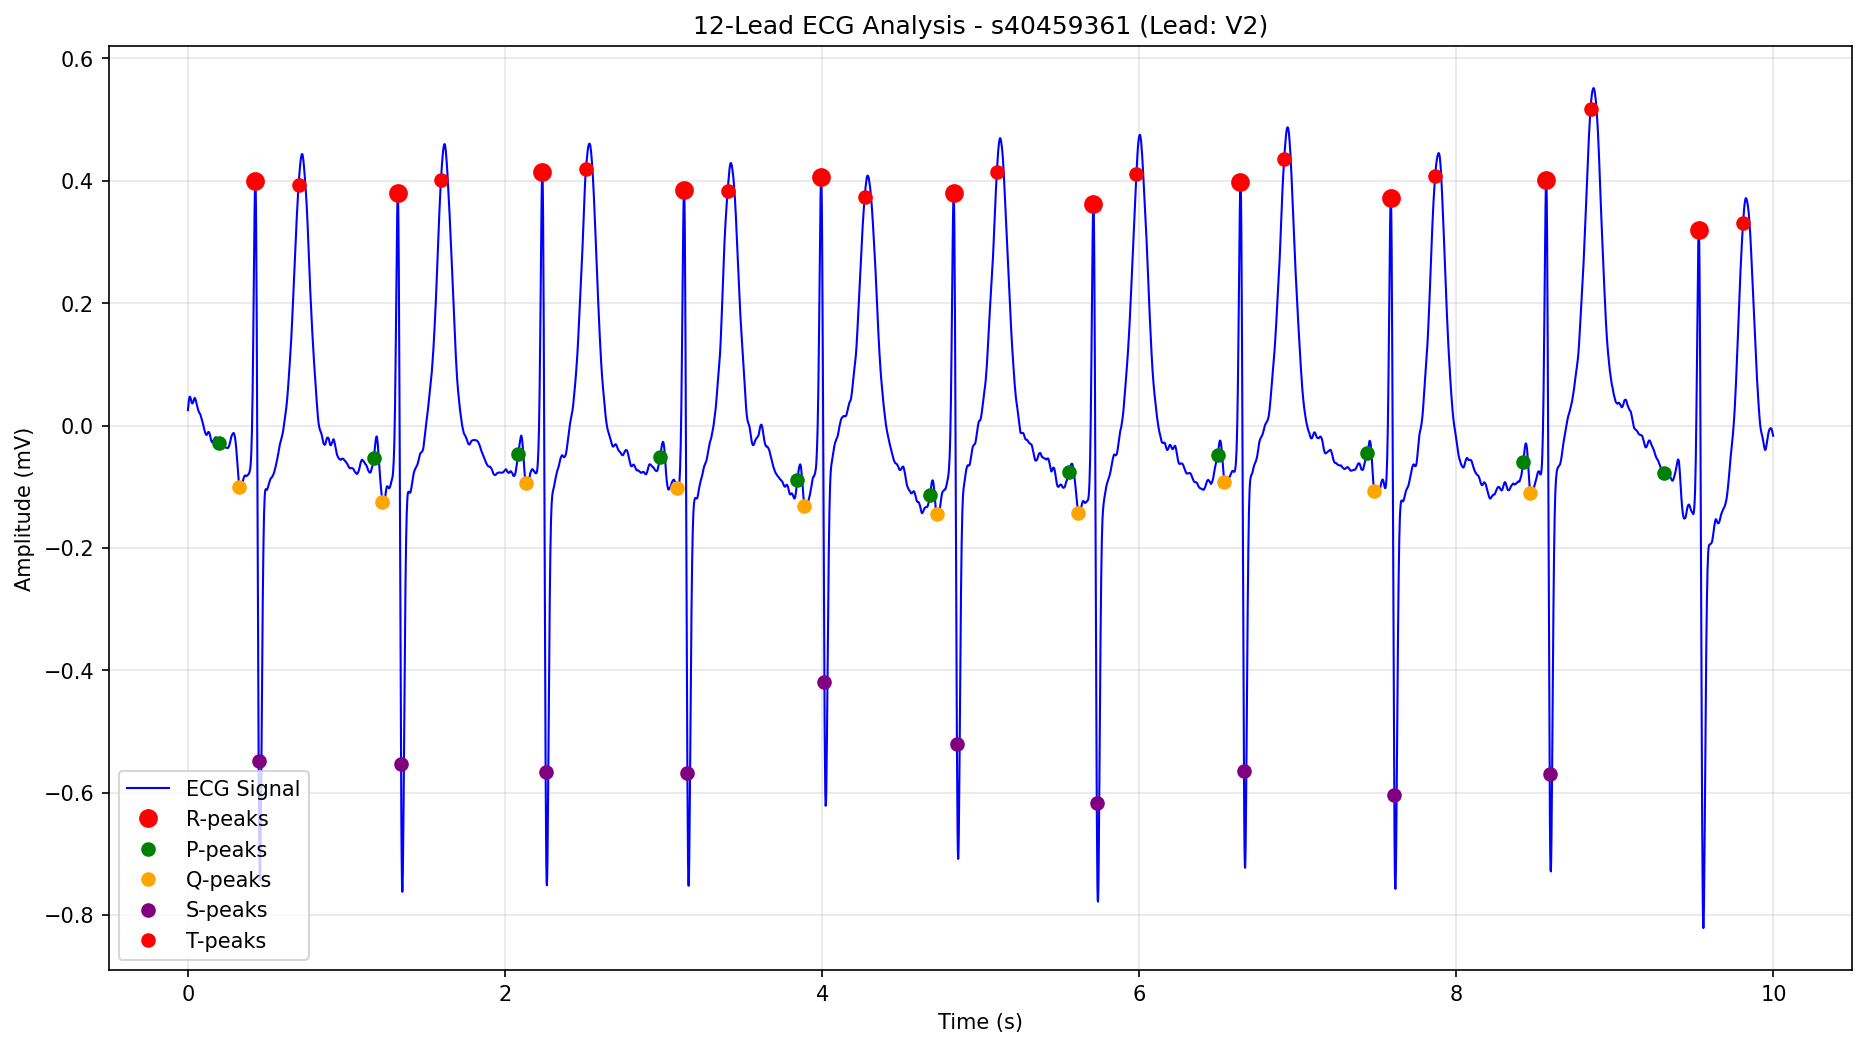 12-Lead ECG Analysis - s40459361 (Lead: V2)
Amplitude (mV)
0.6
0.4
0.2
0.0
−0.2
−0.4
−0.6
−0.8
ECG Signal
R-peaks
P-peaks
Q-peaks
S-peaks
T-peaks
0 2 4 6 8 10
Time (s)